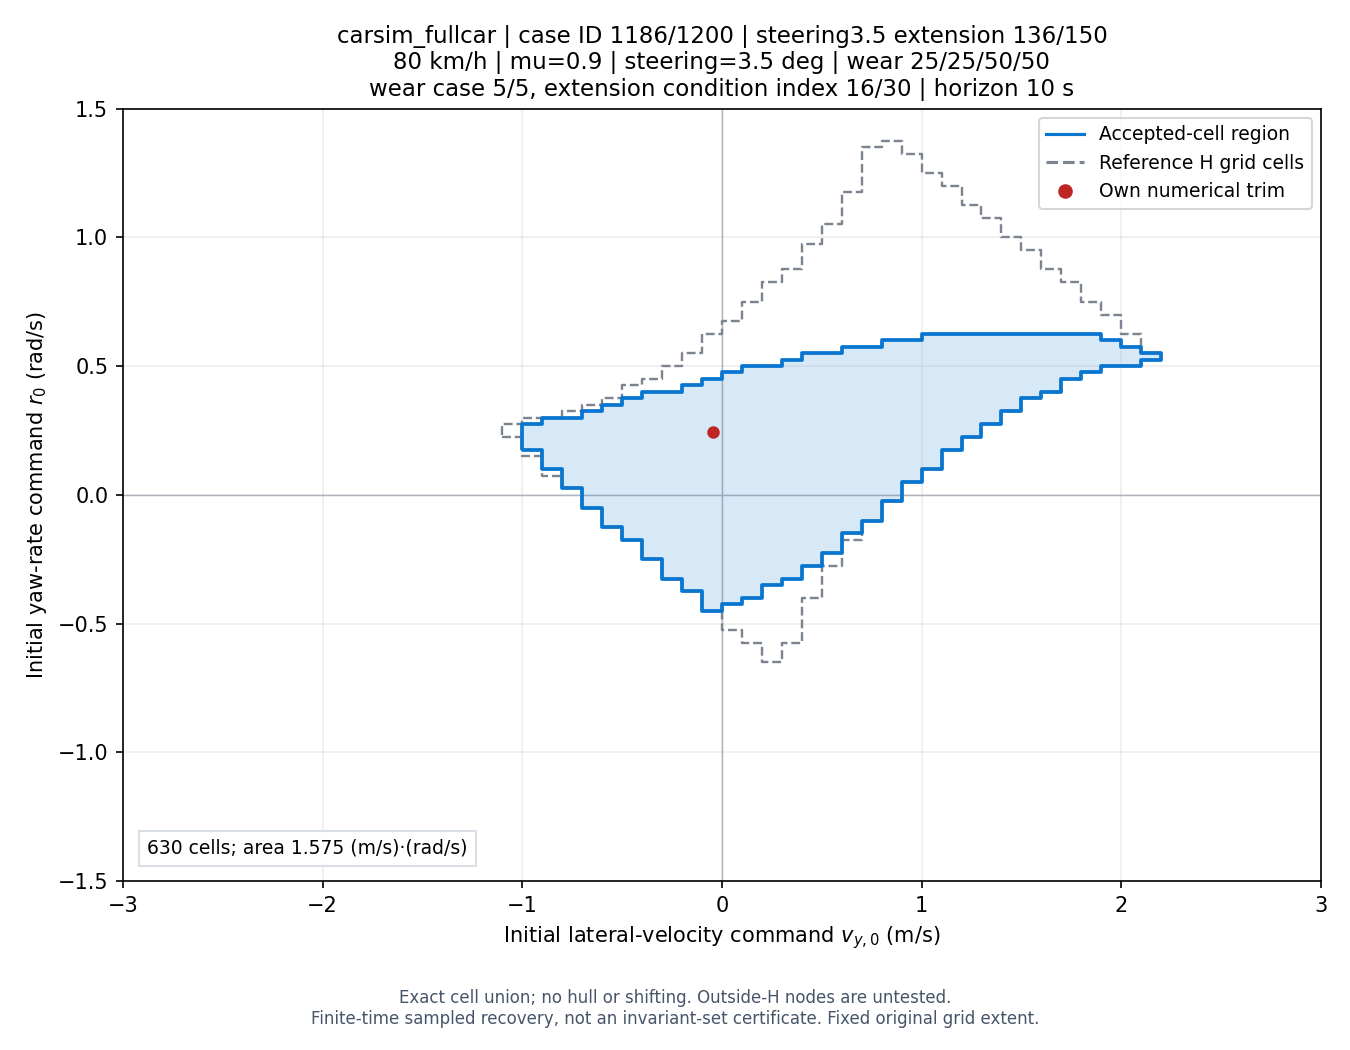 carsim_fullcar | case ID 1186/1200 | steering3.5 extension 136/150
80 km/h | mu=0.9 | steering=3.5 deg | wear 25/25/50/50
wear case 5/5, extension condition index 16/30 | horizon 10 s
Accepted-cell region
Reference H grid cells
Own numerical trim
1.5
1.0
0.5
0.0
−0.5
−1.0
−1.5
Initial yaw-rate command r0 (rad/s)
630 cells; area 1.575 (m/s)·(rad/s)
−3
−2
−1
0
1
2
3
Initial lateral-velocity command vy,0 (m/s)
Exact cell union; no hull or shifting. Outside-H nodes are untested.
Finite-time sampled recovery, not an invariant-set certificate. Fixed original grid extent.